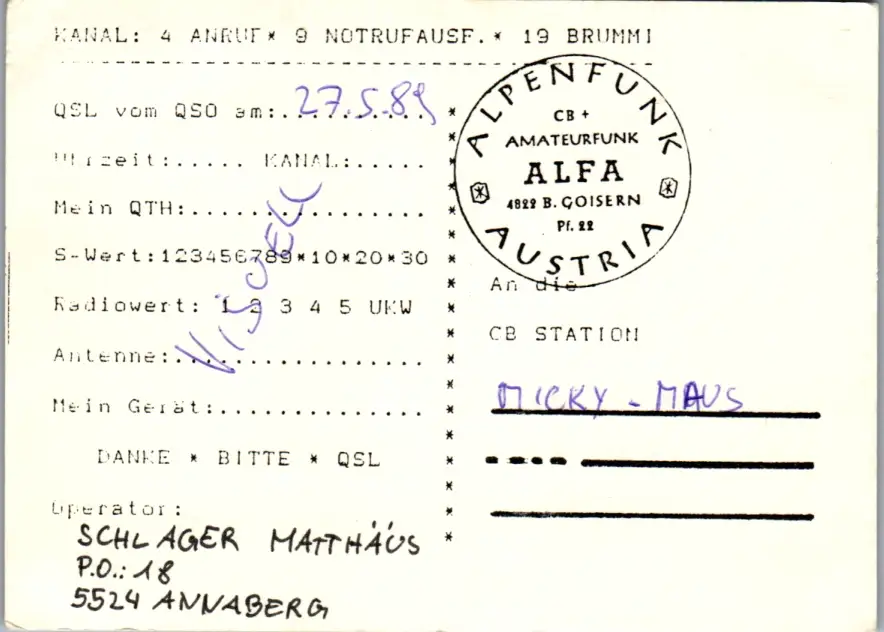 KANAL: 4 ANRUF* 9 NOTRUFAUSF.* 19 BRUMMI
QSL vom QSO am:.27.5.89
Uhrzeit:..... KANAL:.....
Mein QTH:................
S-Wert:123456789*10*20*30
Radiowert: 1 2 3 4 5 UKW
Antenne:.................
Mein Gerät:..............
VISUELL
DANKE * BITTE * QSL
Operator:
SCHLAGER MATTHÄUS
P.O.: 18
5524 ANNABERG
ALPENFUNK
CB +
AMATEURFUNK
ALFA
4822 B. GOISERN
Pf. 22
AUSTRIA
An die
CB STATION
MICKY - MAUS